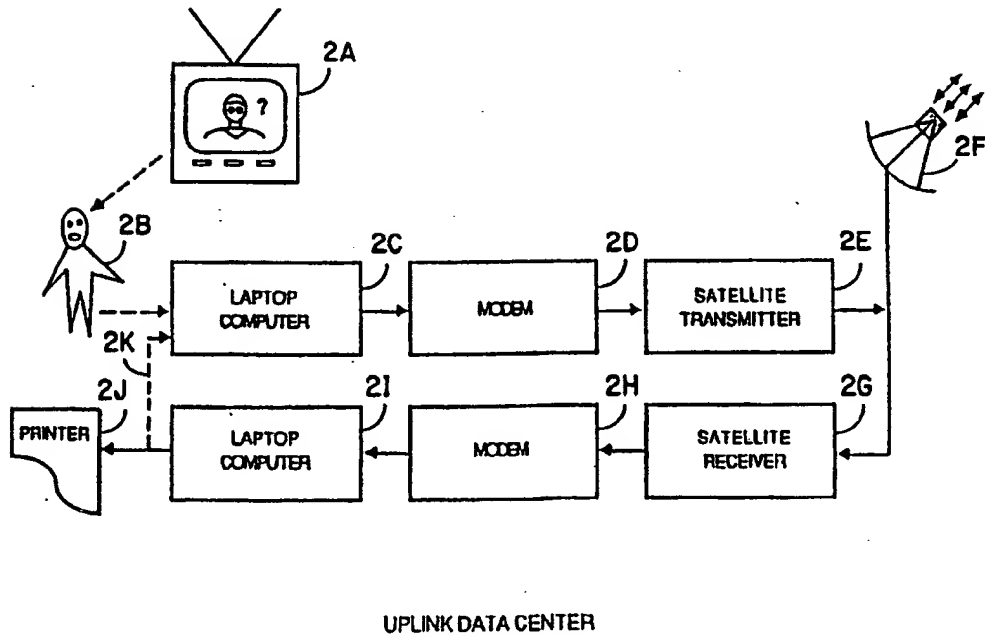 2A
?
2F
2B
2C
2D
2E
LAPTOP
COMPUTER
MODEM
SATELLITE
TRANSMITTER
2K
2J
2I
2H
2G
PRINTER
LAPTOP
COMPUTER
MODEM
SATELLITE
RECEIVER
UPLINK DATA CENTER